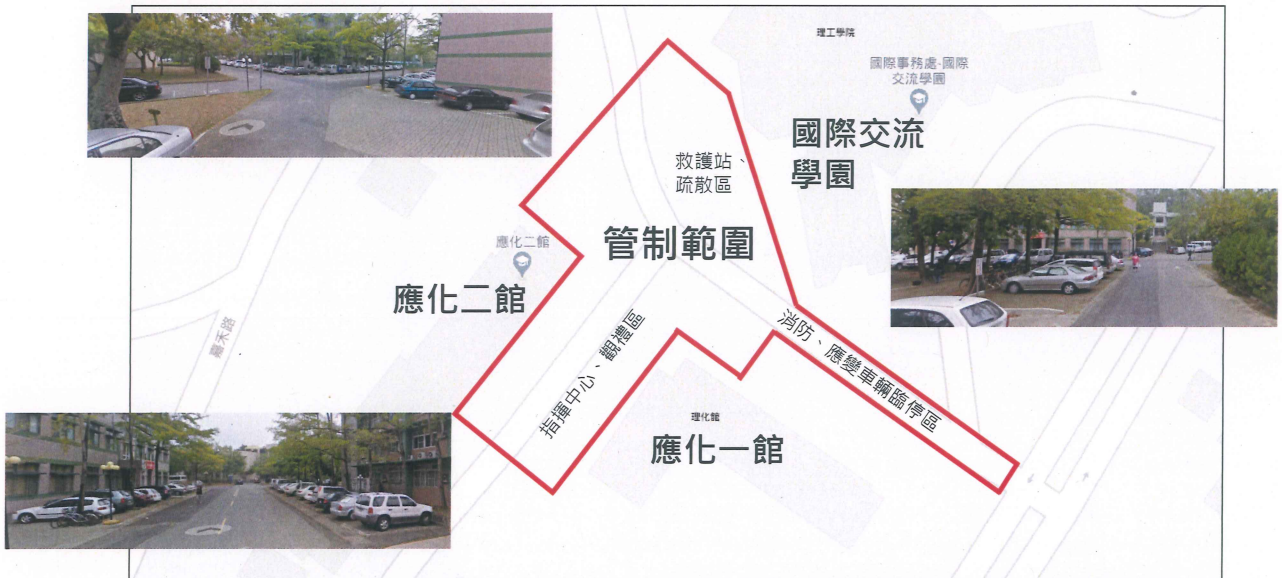 理工學院
國際事務處-國際
交流學園
國際交流
學園
救護站、
疏散區
管制範圍
應化二館
應化二館
嘉禾路
指揮中心、觀禮區
消防、應變車輛臨停區
理化館
應化一館